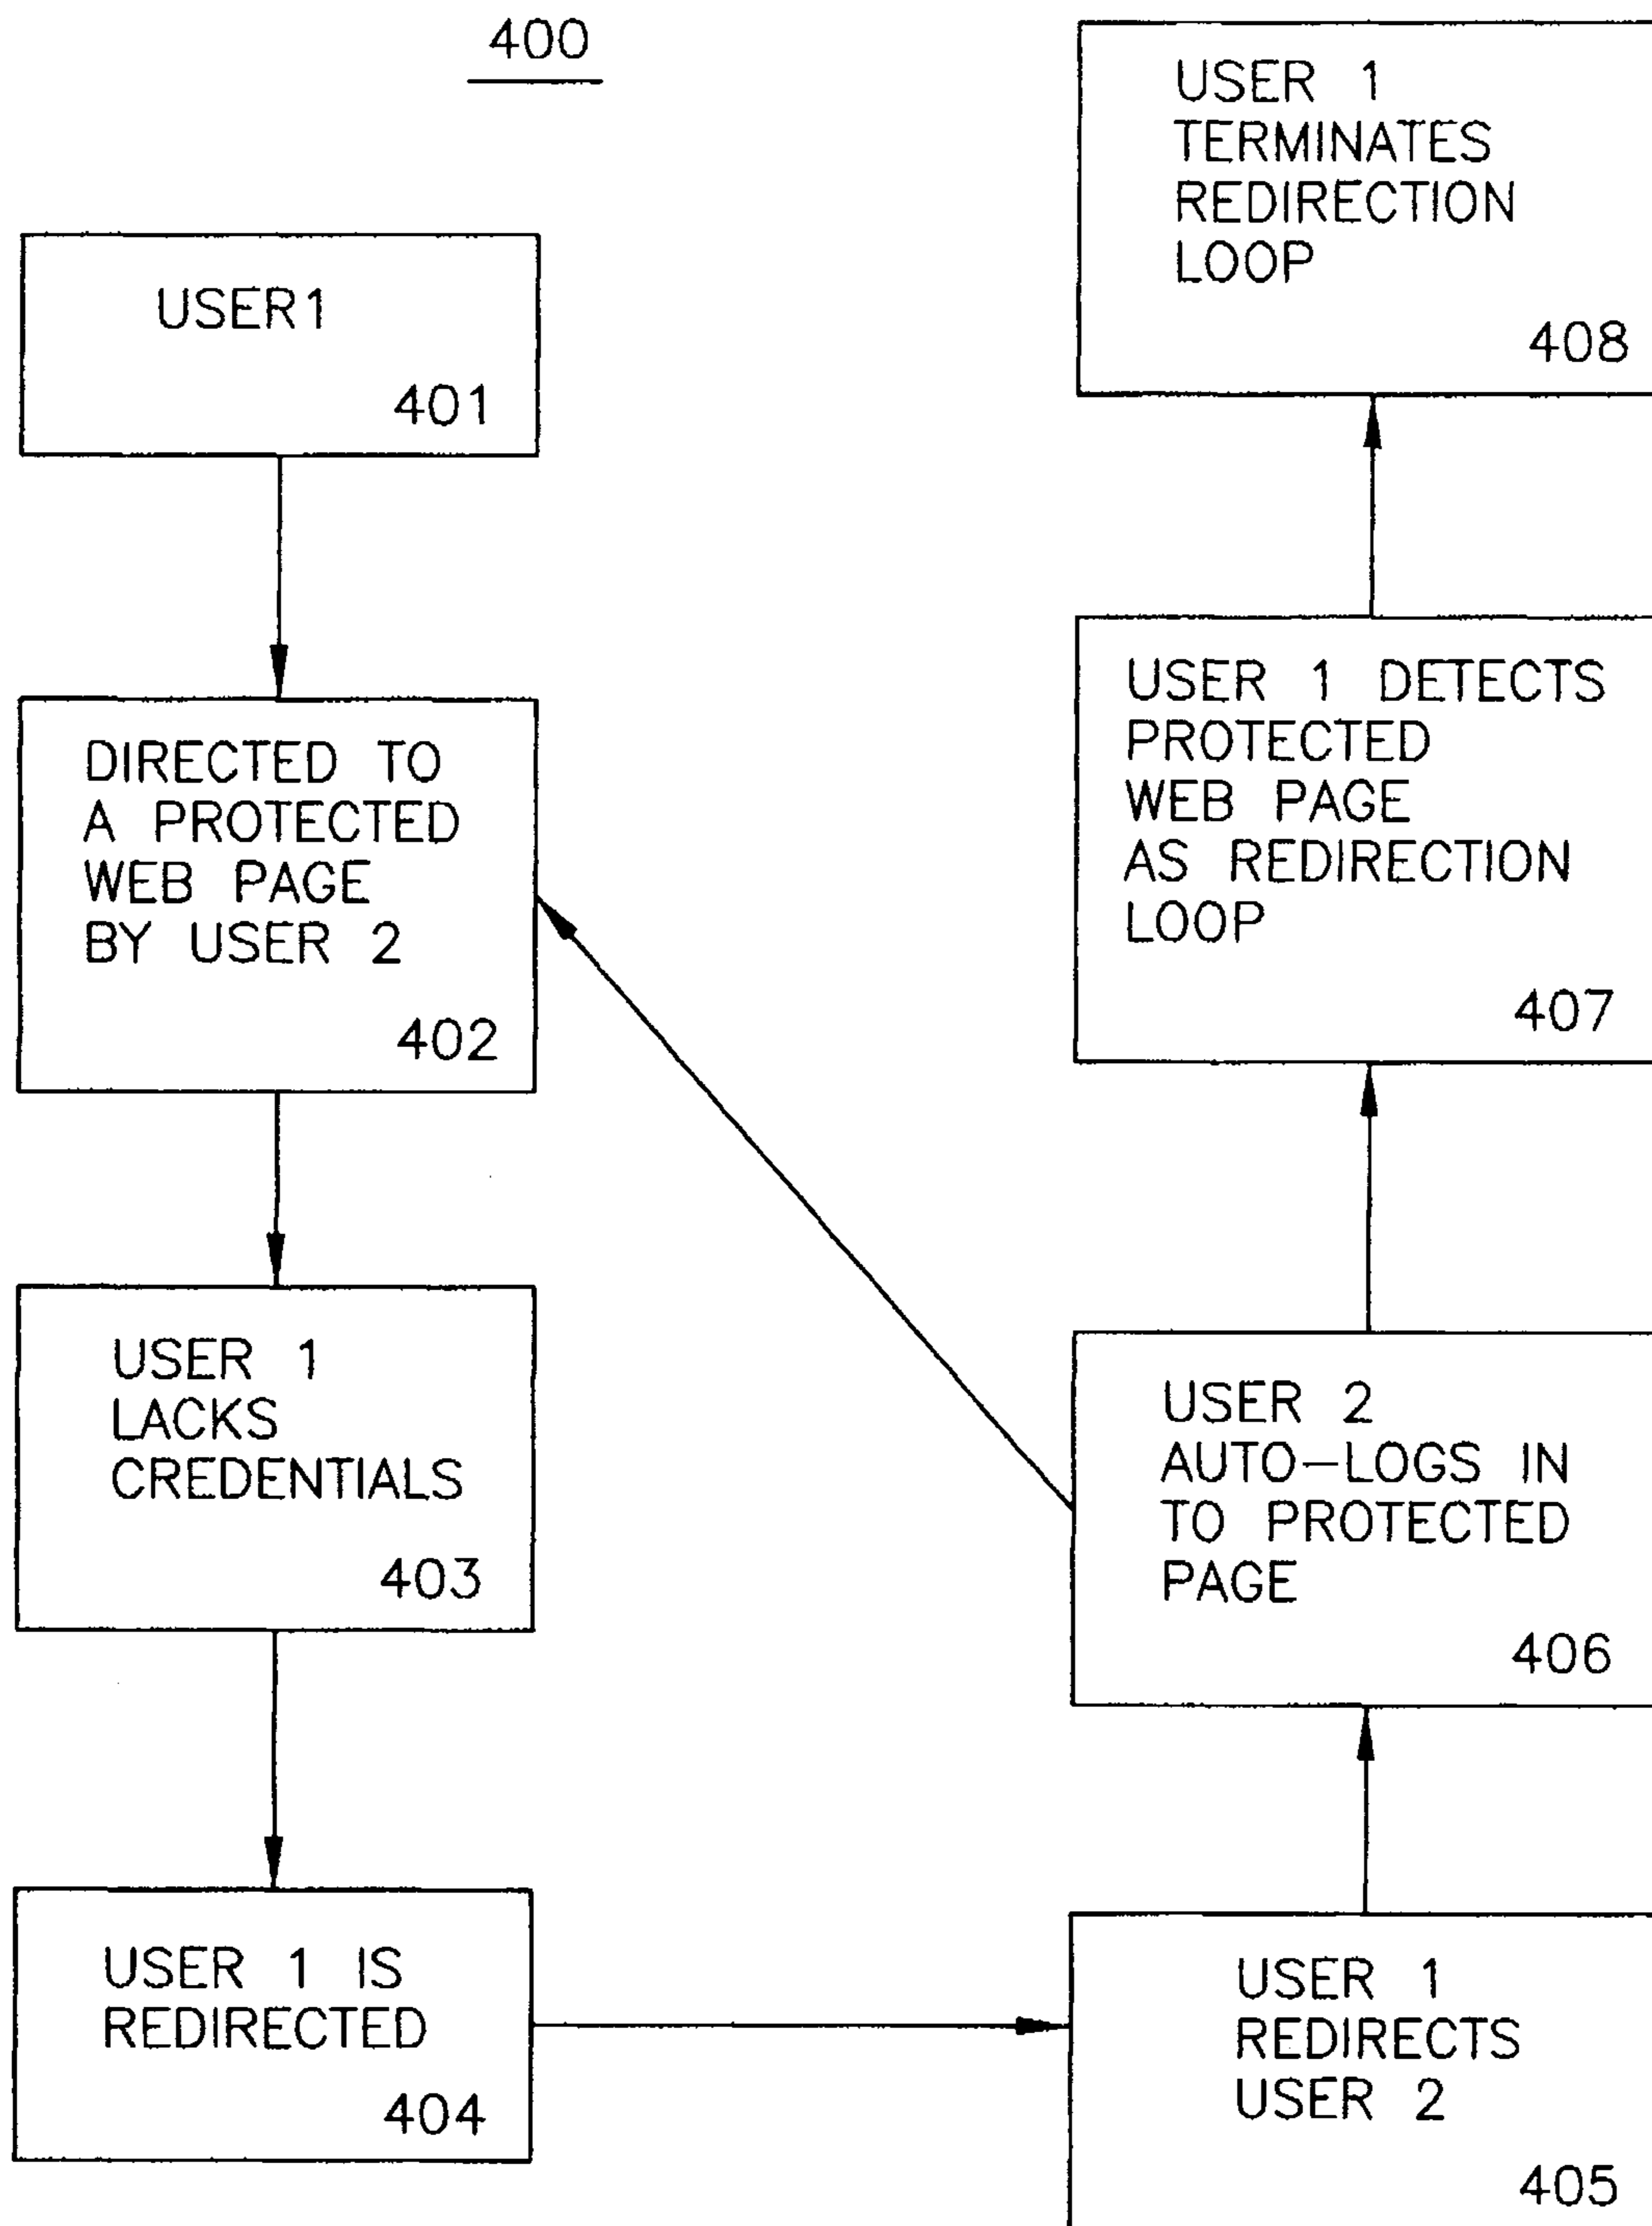 400
USER1
401
DIRECTED TO
A PROTECTED
WEB PAGE
BY USER 2
402
USER 1
LACKS
CREDENTIALS
403
USER 1 IS
REDIRECTED
404
USER 1
REDIRECTS
USER 2
405
USER 2
AUTO-LOGS IN
TO PROTECTED
PAGE
406
USER 1 DETECTS
PROTECTED
WEB PAGE
AS REDIRECTION
LOOP
407
USER 1
TERMINATES
REDIRECTION
LOOP
408